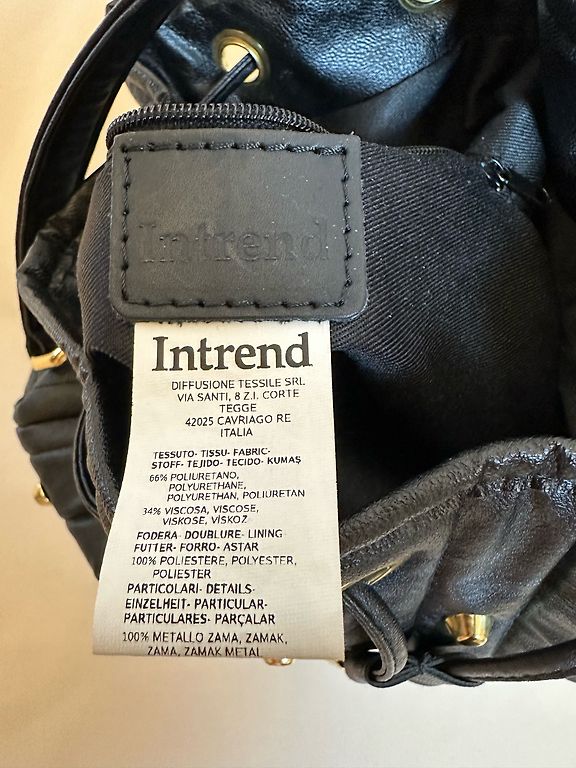 Intrend
Intrend
DIFFUSIONE TESSILE SRL
VIA SANTI, 8 Z.I. CORTE
TEGGE
42025 CAVRIAGO RE
ITALIA
TESSUTO- TISSU- FABRIC-
STOFF- TEJIDO- TECIDO- KUMAŞ
66% POLIURETANO,
POLYURETHANE,
POLYURETHAN, POLIURETAN
34% VISCOSA, VISCOSE,
VISKOSE, VİSKOZ
FODERA- DOUBLURE- LINING
FUTTER- FORRO- ASTAR
100% POLIESTERE, POLYESTER,
POLIESTER
PARTICOLARI- DETAILS-
EINZELHEIT- PARTICULAR-
PARTICULARES- PARÇALAR
100% METALLO ZAMA, ZAMAK,
ZAMA, ZAMAK METAL